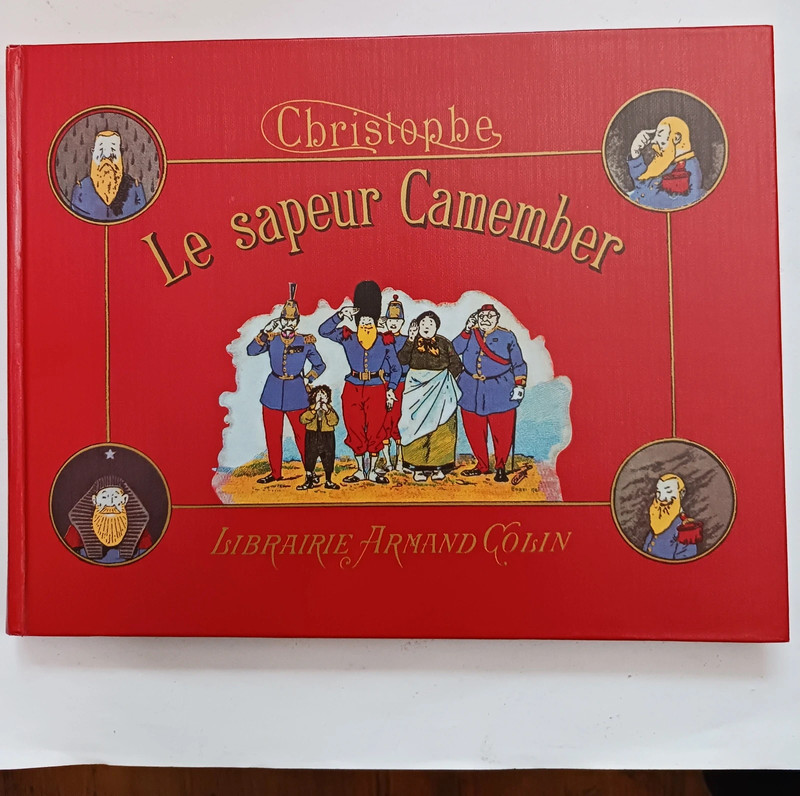 Christophe
Le sapeur Camember
LIBRAIRIE ARMAND COLIN